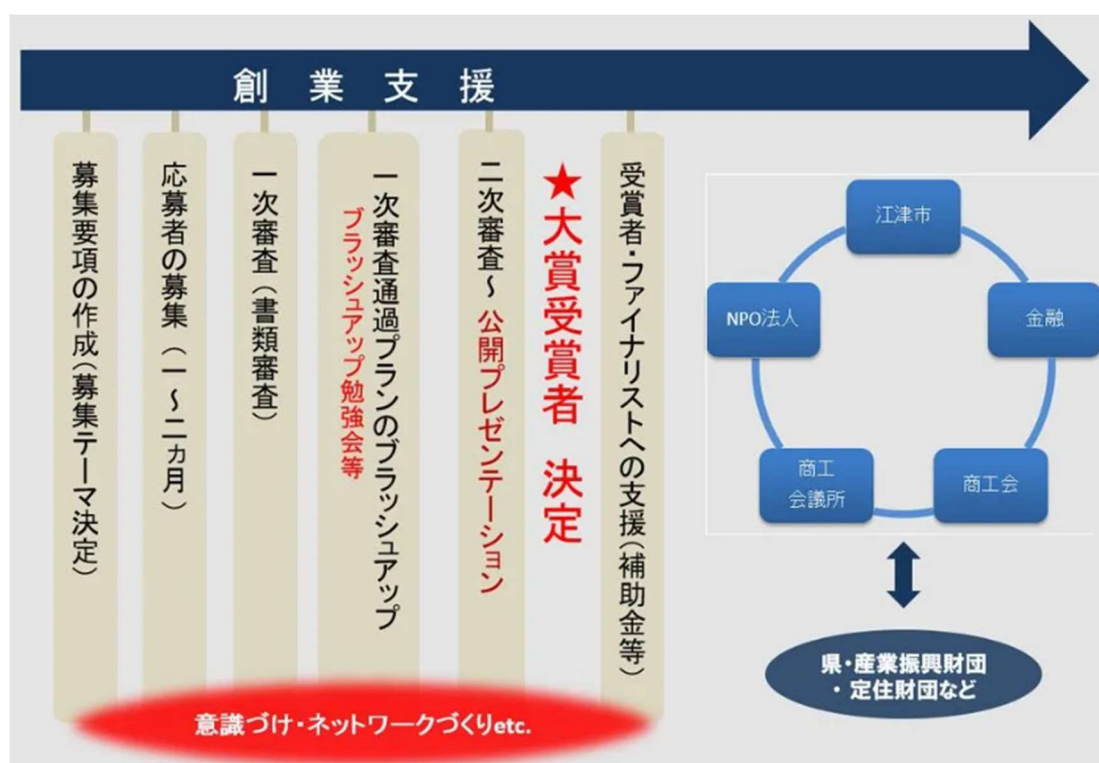 創業支援
募集要項の作成（募集テーマ決定）
応募者の募集（一～二カ月）
一次審査（書類審査）
一次審査通過プランのブラッシュアップ
ブラッシュアップ勉強会等
二次審査～公開プレゼンテーション
★大賞受賞者 決定
受賞者・ファイナリストへの支援（補助金等）
意識づけ・ネットワークづくりetc.
江津市
NPO法人
金融
商工
会議所
商工会
県・産業振興財団
・定住財団など